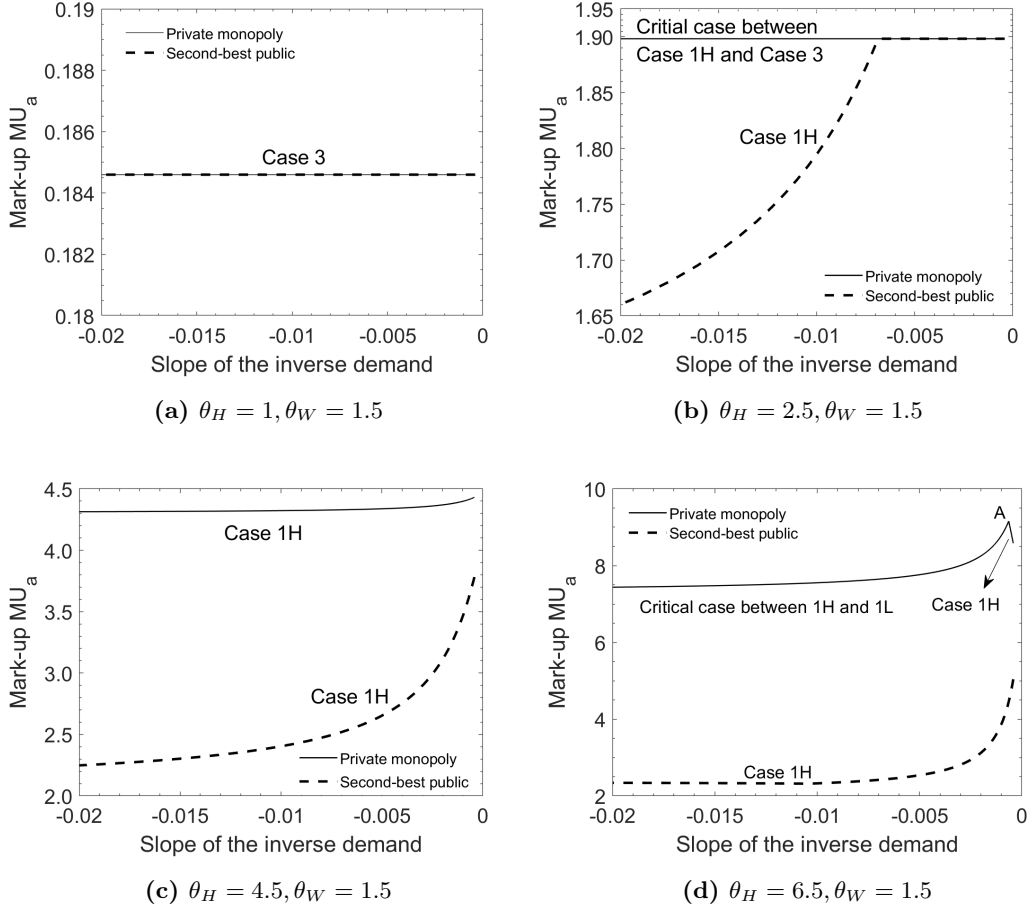 0.19
0.188
0.186
0.184
0.182
0.18
Mark-up MU_a
Private monopoly
Second-best public
Case 3
-0.02 -0.015 -0.01 -0.005 0
Slope of the inverse demand
(a) θ_H = 1, θ_W = 1.5
1.95
1.90
1.85
1.80
1.75
1.70
1.65
Mark-up MU_a
Critial case between
Case 1H and Case 3
Case 1H
Private monopoly
Second-best public
-0.02 -0.015 -0.01 -0.005 0
Slope of the inverse demand
(b) θ_H = 2.5, θ_W = 1.5
4.5
4.0
3.5
3.0
2.5
2.0
Mark-up MU_a
Case 1H
Case 1H
Private monopoly
Second-best public
-0.02 -0.015 -0.01 -0.005 0
Slope of the inverse demand
(c) θ_H = 4.5, θ_W = 1.5
10
8
6
4
2
Mark-up MU_a
Private monopoly
Second-best public
A
Critical case between 1H and 1L
Case 1H
Case 1H
-0.02 -0.015 -0.01 -0.005 0
Slope of the inverse demand
(d) θ_H = 6.5, θ_W = 1.5